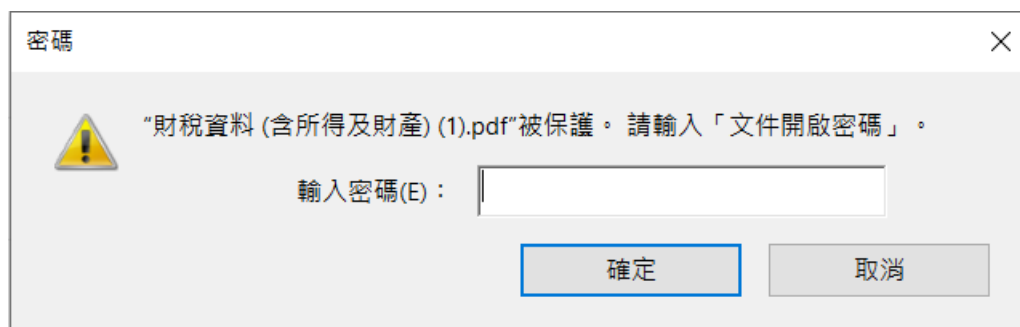 密碼
“財稅資料 (含所得及財產) (1).pdf”被保護。 請輸入「文件開啟密碼」。
輸入密碼(E)：
確定
取消